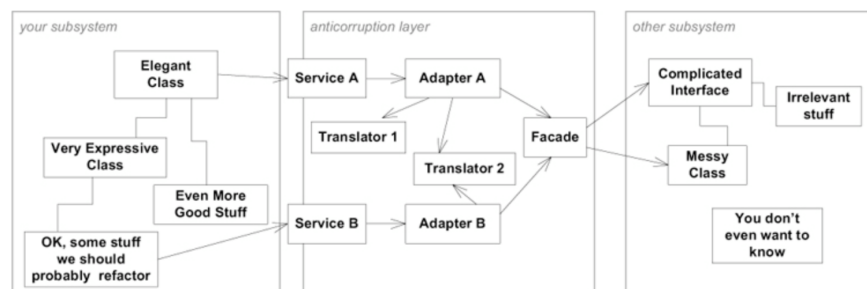 your subsystem
anticorruption layer
other subsystem
Elegant
Class
Service A
Adapter A
Complicated
Interface
Irrelevant
stuff
Translator 1
Facade
Very Expressive
Class
Translator 2
Messy
Class
Even More
Good Stuff
Service B
Adapter B
You don't
even want to
know
OK, some stuff
we should
probably refactor